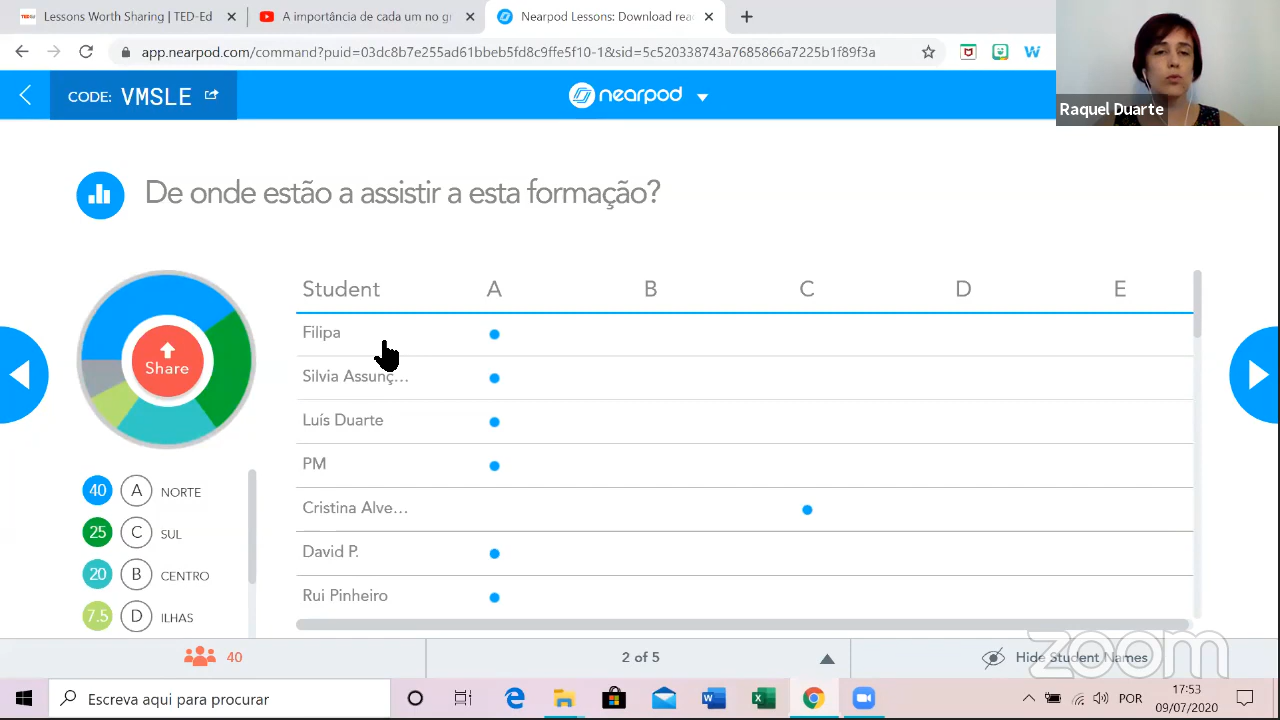 TED Ed Lessons Worth Sharing | TED-Ed
A importância de cada um no gr
Nearpod Lessons: Download rea
app.nearpod.com/command?puid=03dc8b7e255ad61bbeb5fd8c9ffe5f10-1&sid=5c520338743a7685866a7225b1f89f3a
W
CODE: VMSLE
nearpod
Raquel Duarte
De onde estão a assistir a esta formação?
Student A B C D E
Filipa
Silvia Assunç...
Luís Duarte
PM
Cristina Alve...
David P.
Rui Pinheiro
Share
40 A NORTE
25 C SUL
20 B CENTRO
7.5 D ILHAS
40
2 of 5
Hide Student Names
zoom
Escreva aqui para procurar
POR
17:53
09/07/2020